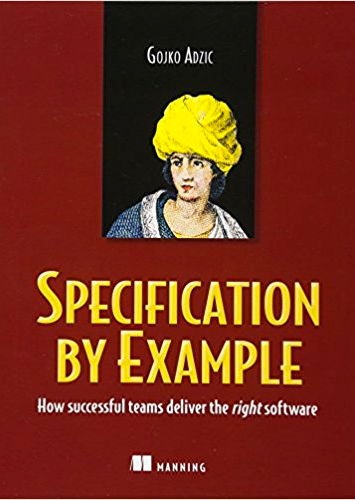 Gojko Adzic
Specification
by Example
How successful teams deliver the right software
MANNING